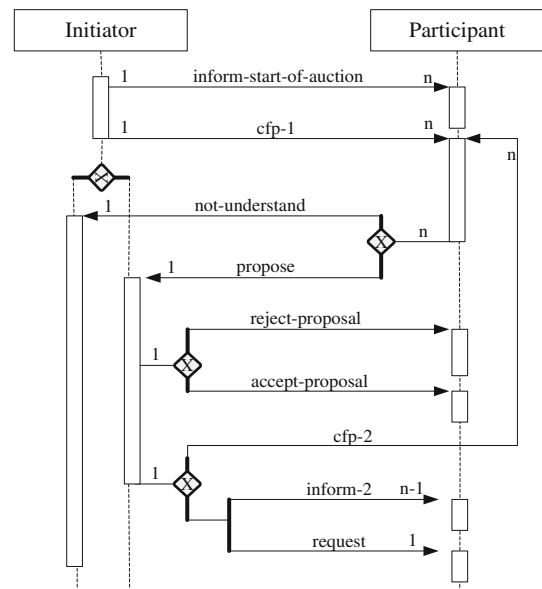 Initiator
Participant
1 inform-start-of-auction n
1 cfp-1 n
n
X
1 not-understand
X n
1 propose
reject-proposal
1 X
accept-proposal
cfp-2
1 X
inform-2 n-1
request 1